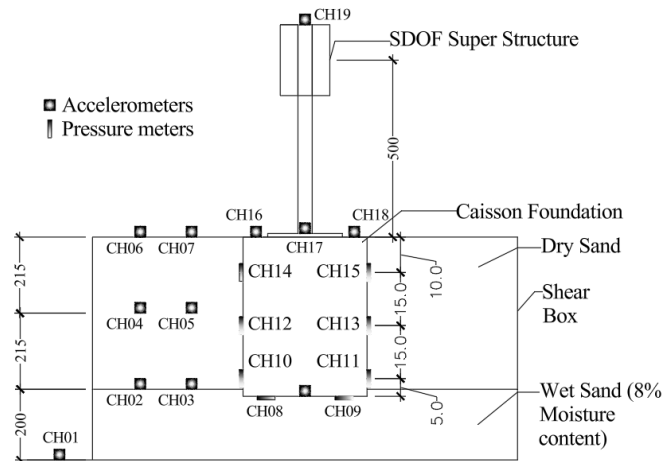 CH19
SDOF Super Structure
Accelerometers
Pressure meters
500
CH16
CH18
Caisson Foundation
CH06
CH07
CH17
Dry Sand
CH14
CH15
10.0
215
15.0
Shear
Box
CH04
CH05
CH12
CH13
215
15.0
CH10
CH11
CH02
CH03
Wet Sand (8%
Moisture
content)
CH08
CH09
5.0
200
CH01